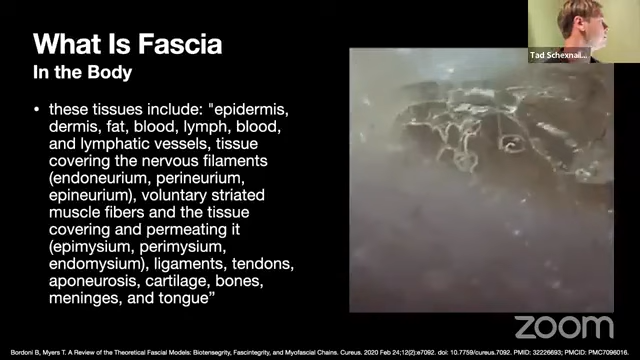 What Is Fascia
In the Body
• these tissues include: "epidermis,
dermis, fat, blood, lymph, blood,
and lymphatic vessels, tissue
covering the nervous filaments
(endoneurium, perineurium,
epineurium), voluntary striated
muscle fibers and the tissue
covering and permeating it
(epimysium, perimysium,
endomysium), ligaments, tendons,
aponeurosis, cartilage, bones,
meninges, and tongue”
Tad Schexnail...
zoom
Bordoni B, Myers T. A Review of the Theoretical Fascial Models: Biotensegrity, Fascintegrity, and Myofascial Chains. Cureus. 2020 Feb 24;12(2):e7092. doi: 10.7759/cureus.7092. PMID: 32226693; PMCID: PMC7096016.